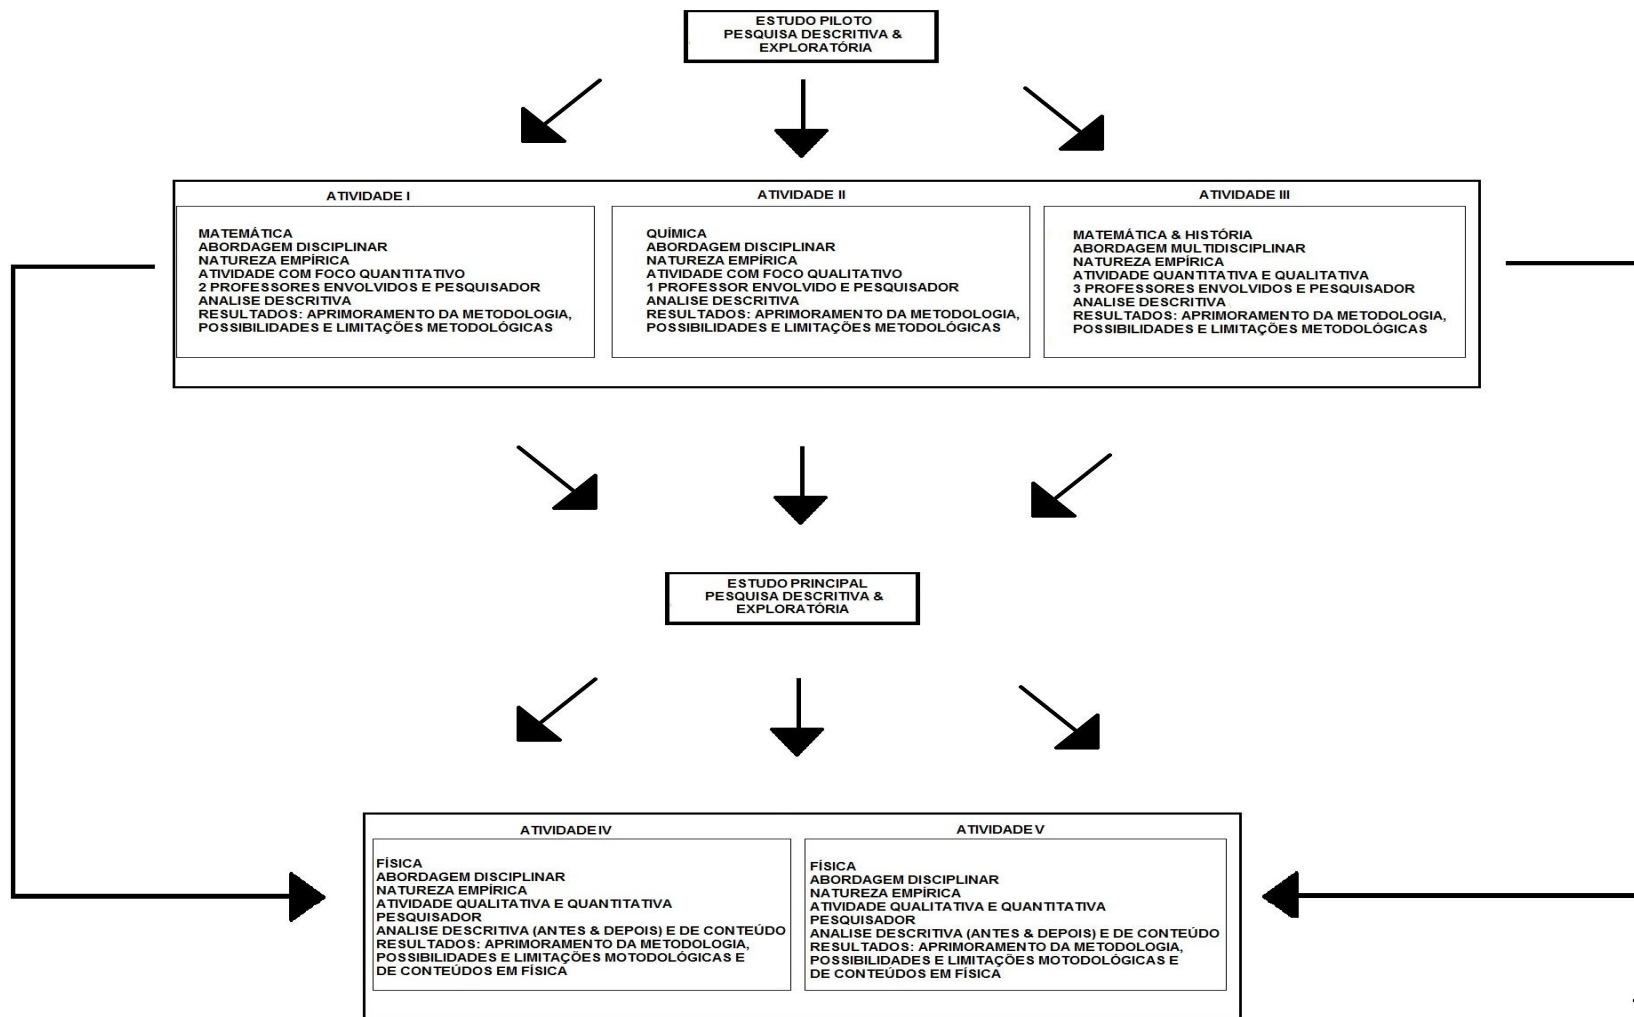 ESTUDO PILOTO
PESQUISA DESCRITIVA &
EXPLORATÓRIA
ATIVIDADE I
MATEMÁTICA
ABORDAGEM DISCIPLINAR
NATUREZA EMPÍRICA
ATIVIDADE COM FOCO QUANTITATIVO
2 PROFESSORES ENVOLVIDOS E PESQUISADOR
ANALISE DESCRITIVA
RESULTADOS: APRIMORAMENTO DA METODOLOGIA,
POSSIBILIDADES E LIMITAÇÕES METODOLÓGICAS
ATIVIDADE II
QUÍMICA
ABORDAGEM DISCIPLINAR
NATUREZA EMPÍRICA
ATIVIDADE COM FOCO QUALITATIVO
1 PROFESSOR ENVOLVIDO E PESQUISADOR
ANALISE DESCRITIVA
RESULTADOS: APRIMORAMENTO DA METODOLOGIA,
POSSIBILIDADES E LIMITAÇÕES METODOLÓGICAS
ATIVIDADE III
MATEMÁTICA & HISTÓRIA
ABORDAGEM MULTIDISCIPLINAR
NATUREZA EMPÍRICA
ATIVIDADE QUANTITATIVA E QUALITATIVA
3 PROFESSORES ENVOLVIDOS E PESQUISADOR
ANALISE DESCRITIVA
RESULTADOS: APRIMORAMENTO DA METODOLOGIA,
POSSIBILIDADES E LIMITAÇÕES METODOLÓGICAS
ESTUDO PRINCIPAL
PESQUISA DESCRITIVA &
EXPLORATÓRIA
ATIVIDADE IV
FÍSICA
ABORDAGEM DISCIPLINAR
NATUREZA EMPÍRICA
ATIVIDADE QUALITATIVA E QUANTITATIVA
PESQUISADOR
ANALISE DESCRITIVA (ANTES & DEPOIS) E DE CONTEÚDO
RESULTADOS: APRIMORAMENTO DA METODOLOGIA,
POSSIBILIDADES E LIMITAÇÕES MOTODOLÓGICAS E
DE CONTEÚDOS EM FÍSICA
ATIVIDADE V
FÍSICA
ABORDAGEM DISCIPLINAR
NATUREZA EMPÍRICA
ATIVIDADE QUALITATIVA E QUANTITATIVA
PESQUISADOR
ANALISE DESCRITIVA (ANTES & DEPOIS) E DE CONTEÚDO
RESULTADOS: APRIMORAMENTO DA METODOLOGIA,
POSSIBILIDADES E LIMITAÇÕES MOTODOLÓGICAS E
DE CONTEÚDOS EM FÍSICA